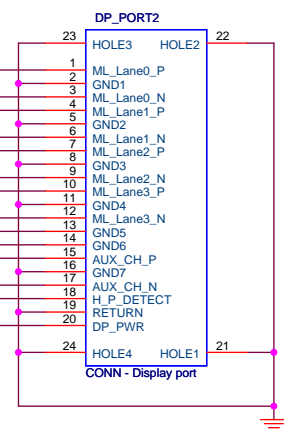 DP_PORT2
23 HOLE3 HOLE2 22
1 ML_Lane0_P
2 GND1
3 ML_Lane0_N
4 ML_Lane1_P
5 GND2
6 ML_Lane1_N
7 ML_Lane2_P
8 GND3
9 ML_Lane2_N
10 ML_Lane3_P
11 GND4
12 ML_Lane3_N
13 GND5
14 GND6
15 AUX_CH_P
16 GND7
17 AUX_CH_N
18 H_P_DETECT
19 RETURN
20 DP_PWR
24 HOLE4 HOLE1 21
CONN - Display port